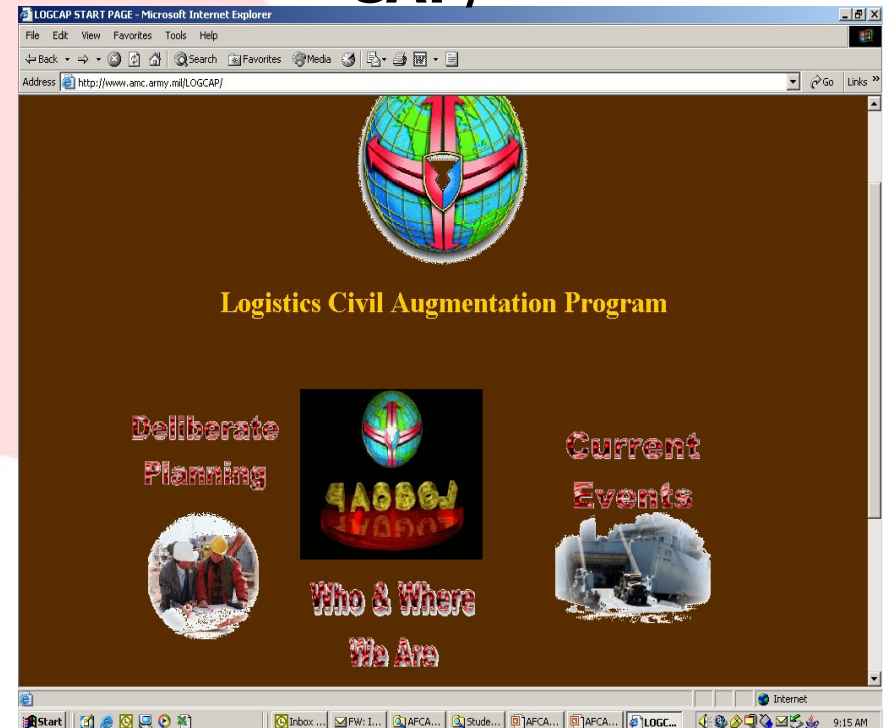 CAP/
LOGCAP START PAGE - Microsoft Internet Explorer
File Edit View Favorites Tools Help
Back Search Favorites Media
Address http://www.amc.army.mil/LOGCAP/ Go Links »
Logistics Civil Augmentation Program
Deliberate
Planning
Current
Events
LOGCAP
Who & Where
We Are
Internet
Start Inbox ... FW: I... AFCA... Stude... AFCA... AFCA... LOGC... 9:15 AM